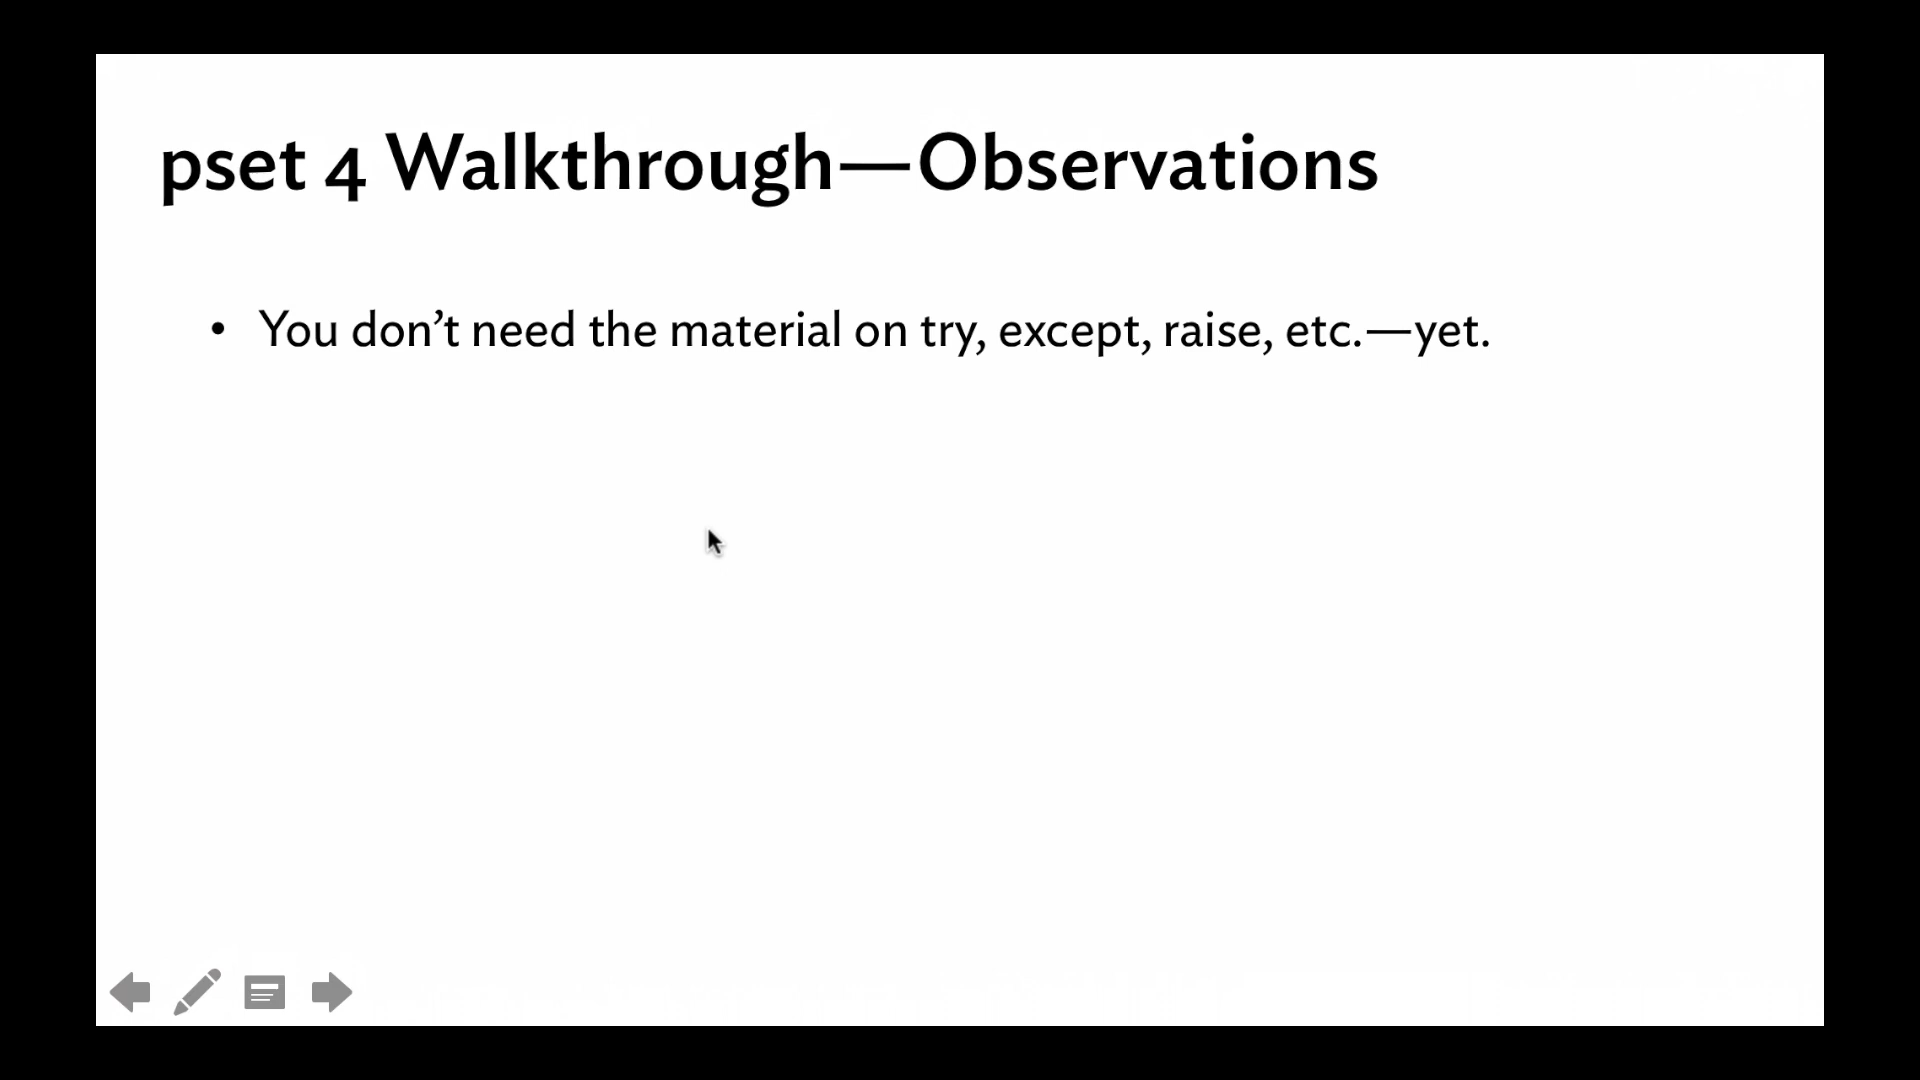 pset 4 Walkthrough—Observations
• You don’t need the material on try, except, raise, etc.—yet.